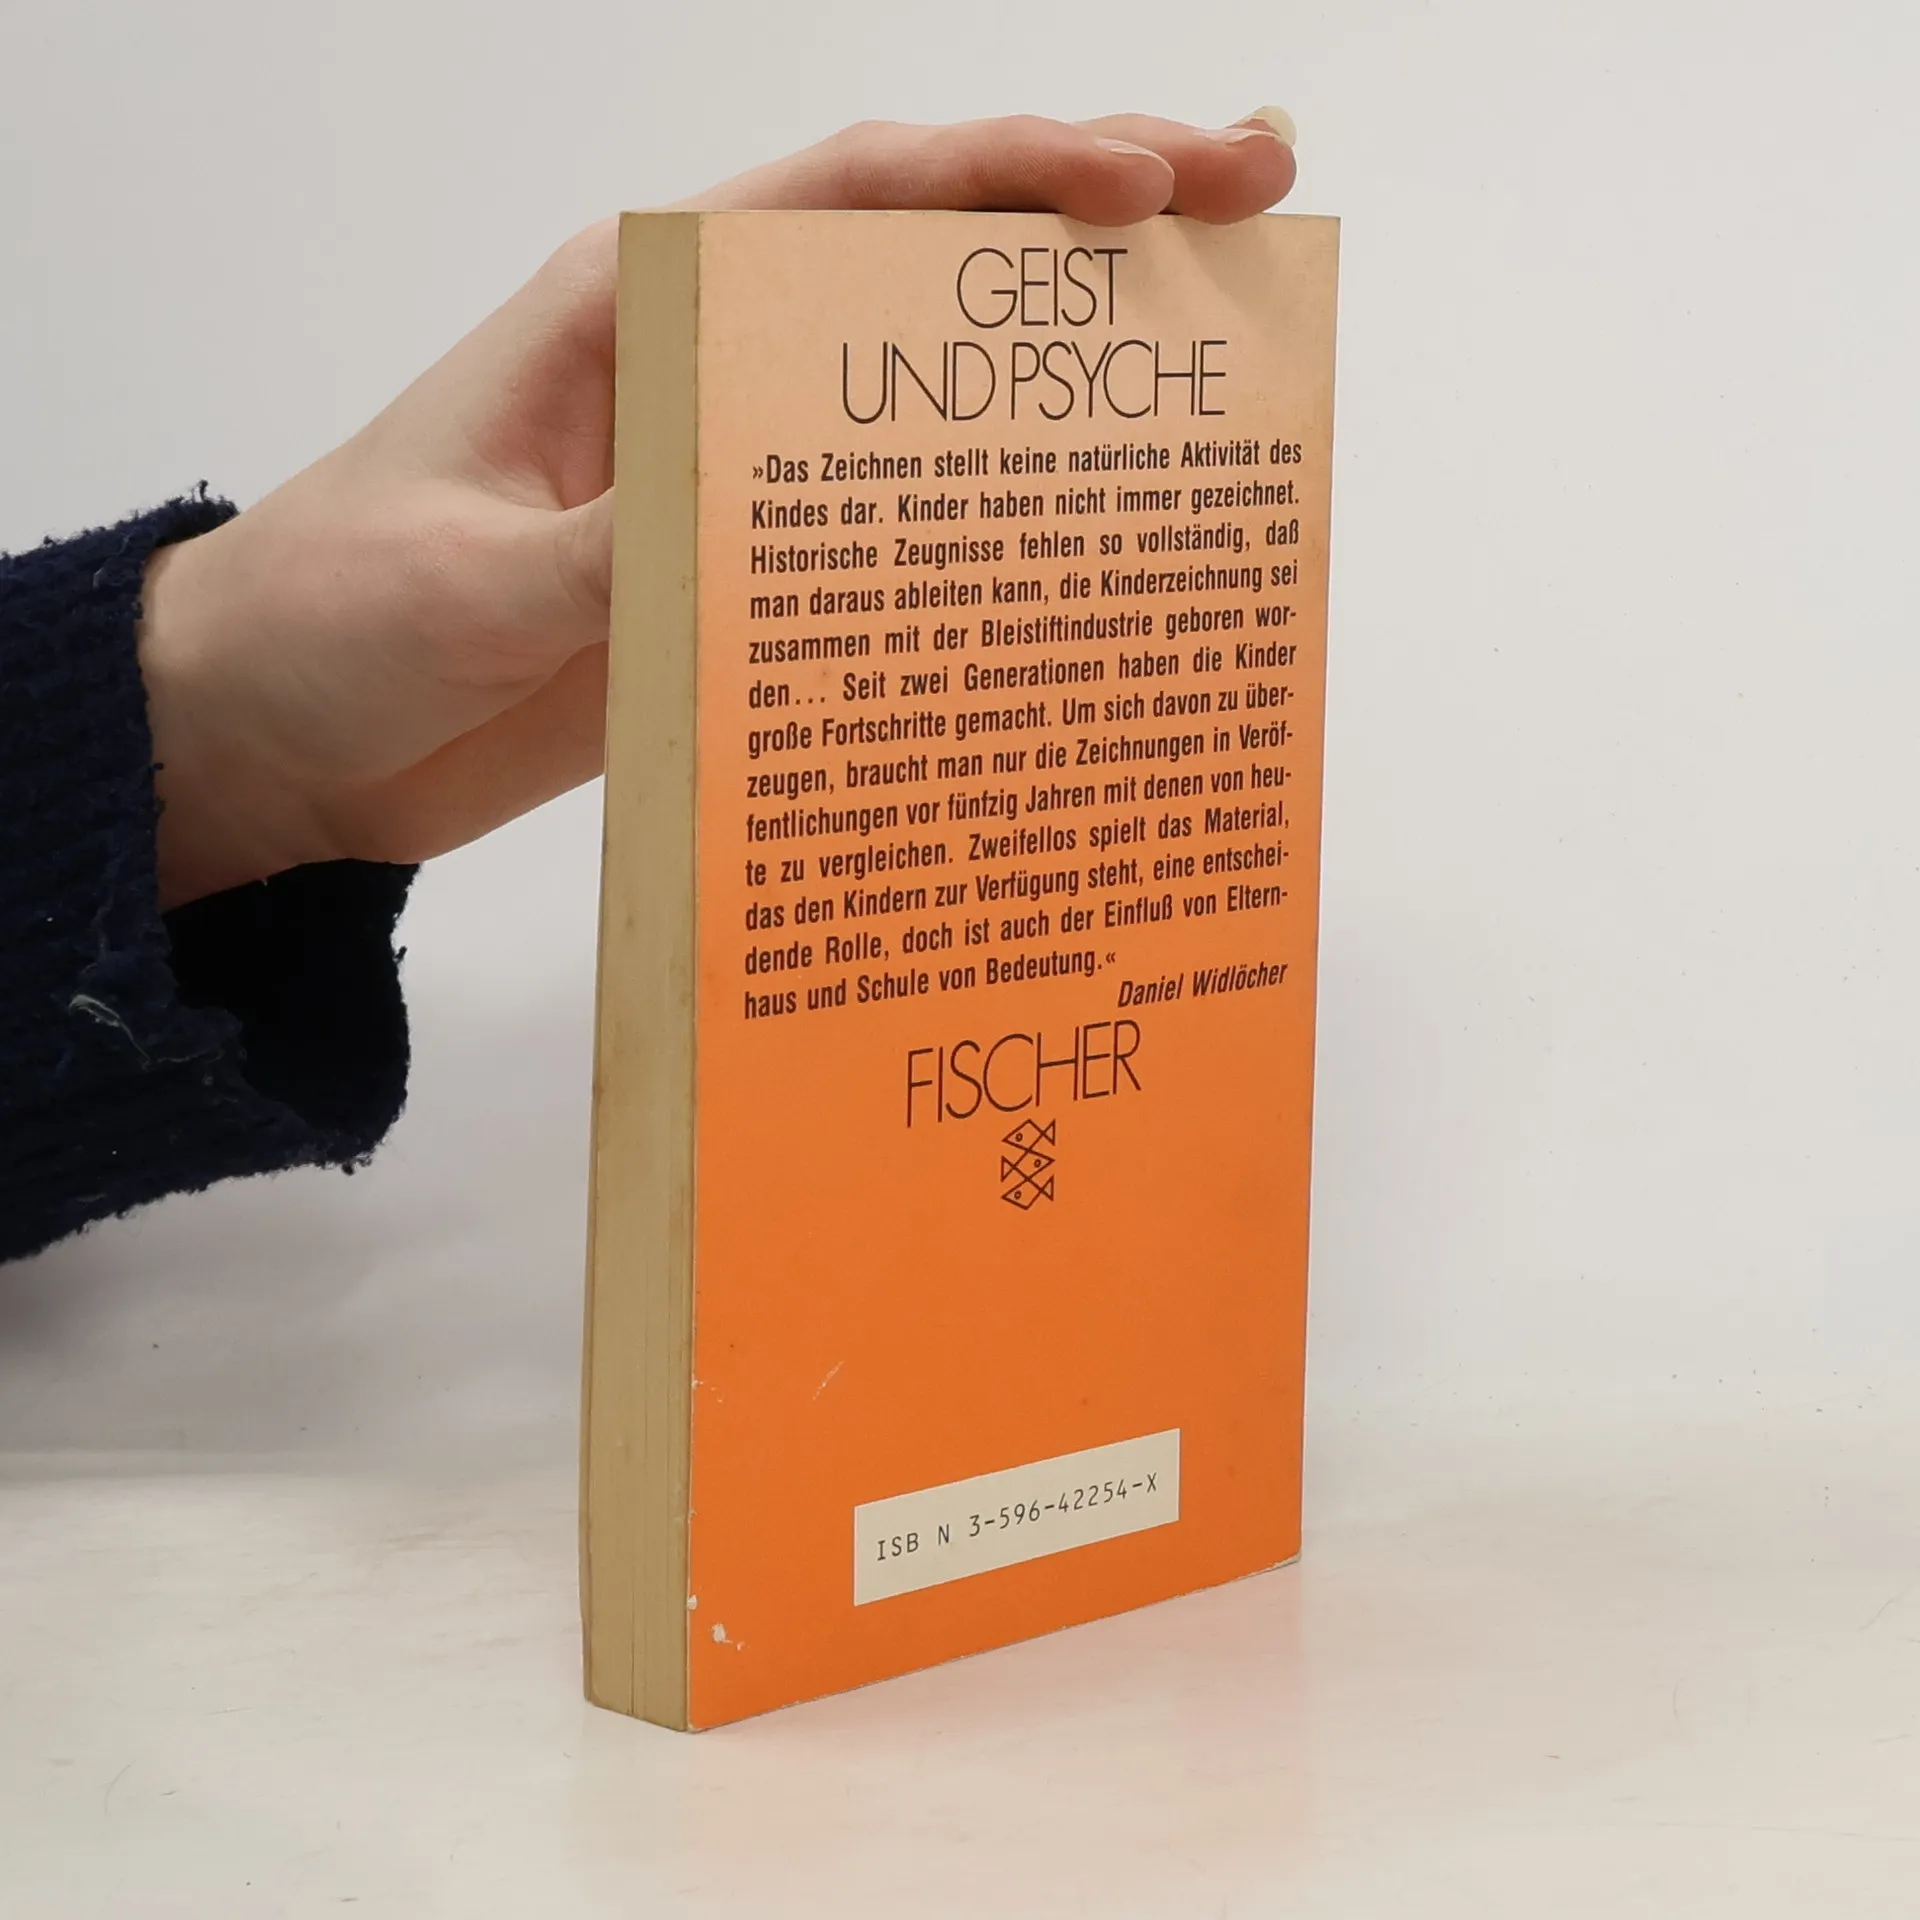 GEIST
UND PSYCHE
»Das Zeichnen stellt keine natürliche Aktivität des
Kindes dar. Kinder haben nicht immer gezeichnet.
Historische Zeugnisse fehlen so vollständig, daß
man daraus ableiten kann, die Kinderzeichnung sei
zusammen mit der Bleistiftindustrie geboren wor-
den... Seit zwei Generationen haben die Kinder
große Fortschritte gemacht. Um sich davon zu über-
zeugen, braucht man nur die Zeichnungen in Veröf-
fentlichungen vor fünfzig Jahren mit denen von heu-
te zu vergleichen. Zweifellos spielt das Material,
das den Kindern zur Verfügung steht, eine entschei-
dende Rolle, doch ist auch der Einfluß von Eltern-
haus und Schule von Bedeutung.«
Daniel Widlöcher
FISCHER
ISB N 3-596-42254-X